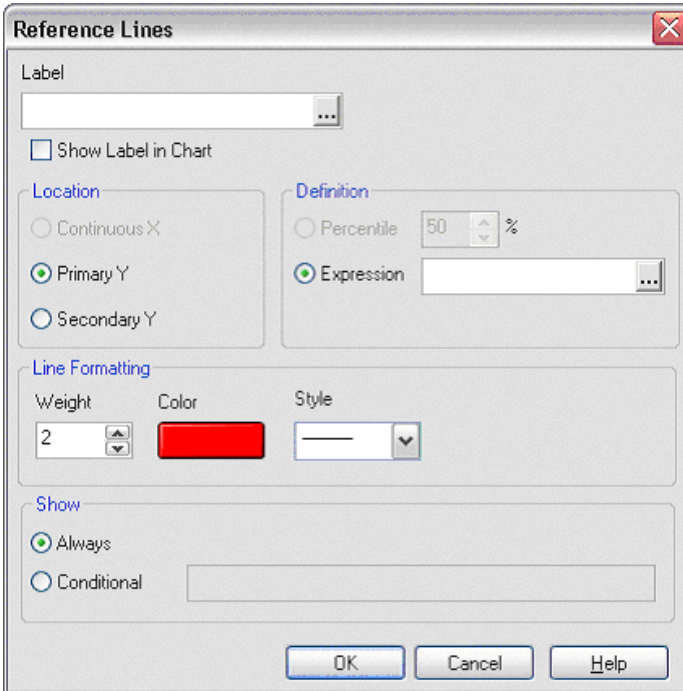 Reference Lines
Label
...
Show Label in Chart
Location
Continuous X
Primary Y
Secondary Y
Definition
Percentile 50 %
Expression ...
Line Formatting
Weight Color Style
2
Show
Always
Conditional
OK Cancel Help